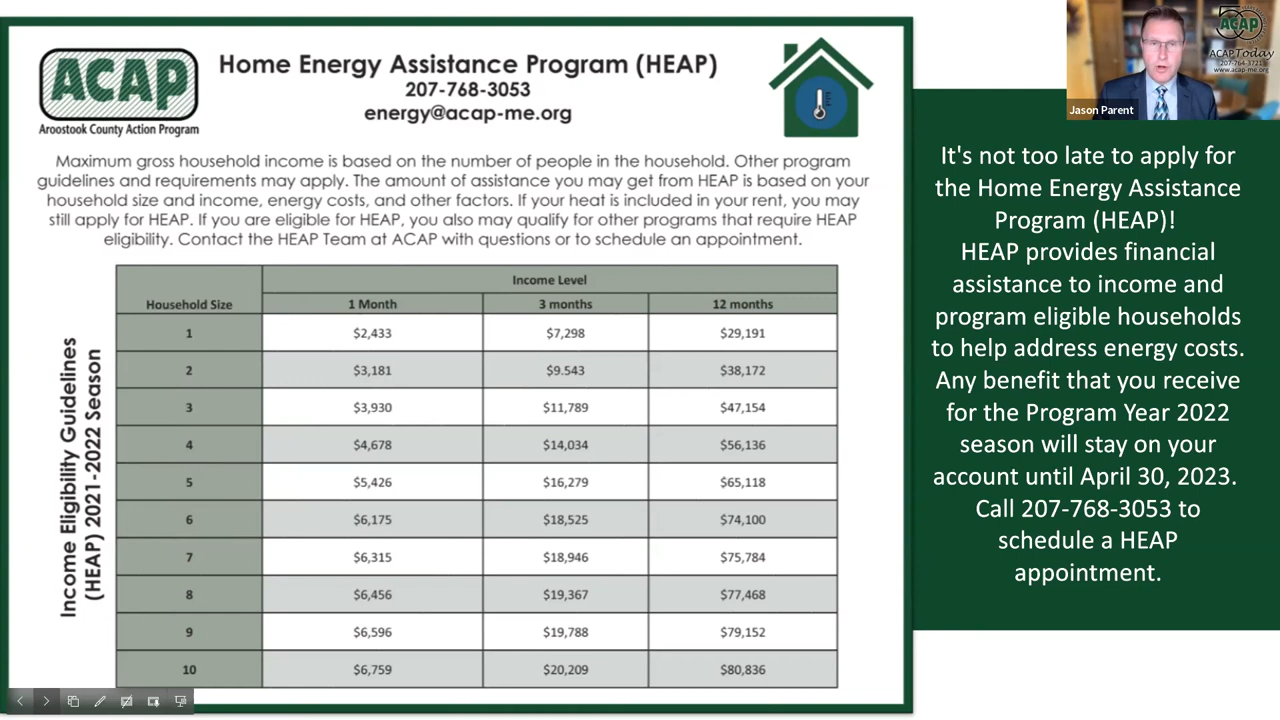 ACAP
Aroostook County Action Program
Home Energy Assistance Program (HEAP)
207-768-3053
energy@acap-me.org
Maximum gross household income is based on the number of people in the household. Other program
guidelines and requirements may apply. The amount of assistance you may get from HEAP is based on your
household size and income, energy costs, and other factors. If your heat is included in your rent, you may
still apply for HEAP. If you are eligible for HEAP, you also may qualify for other programs that require HEAP
eligibility. Contact the HEAP Team at ACAP with questions or to schedule an appointment.
Income Eligibility Guidelines
(HEAP) 2021-2022 Season
Income Level
Household Size 1 Month 3 months 12 months
1 $2,433 $7,298 $29,191
2 $3,181 $9.543 $38,172
3 $3,930 $11,789 $47,154
4 $4,678 $14,034 $56,136
5 $5,426 $16,279 $65,118
6 $6,175 $18,525 $74,100
7 $6,315 $18,946 $75,784
8 $6,456 $19,367 $77,468
9 $6,596 $19,788 $79,152
10 $6,759 $20,209 $80,836
ACAP
ACAPToday
207-764-3721
www.acap-me.org
Jason Parent
It's not too late to apply for
the Home Energy Assistance
Program (HEAP)!
HEAP provides financial
assistance to income and
program eligible households
to help address energy costs.
Any benefit that you receive
for the Program Year 2022
season will stay on your
account until April 30, 2023.
Call 207-768-3053 to
schedule a HEAP
appointment.